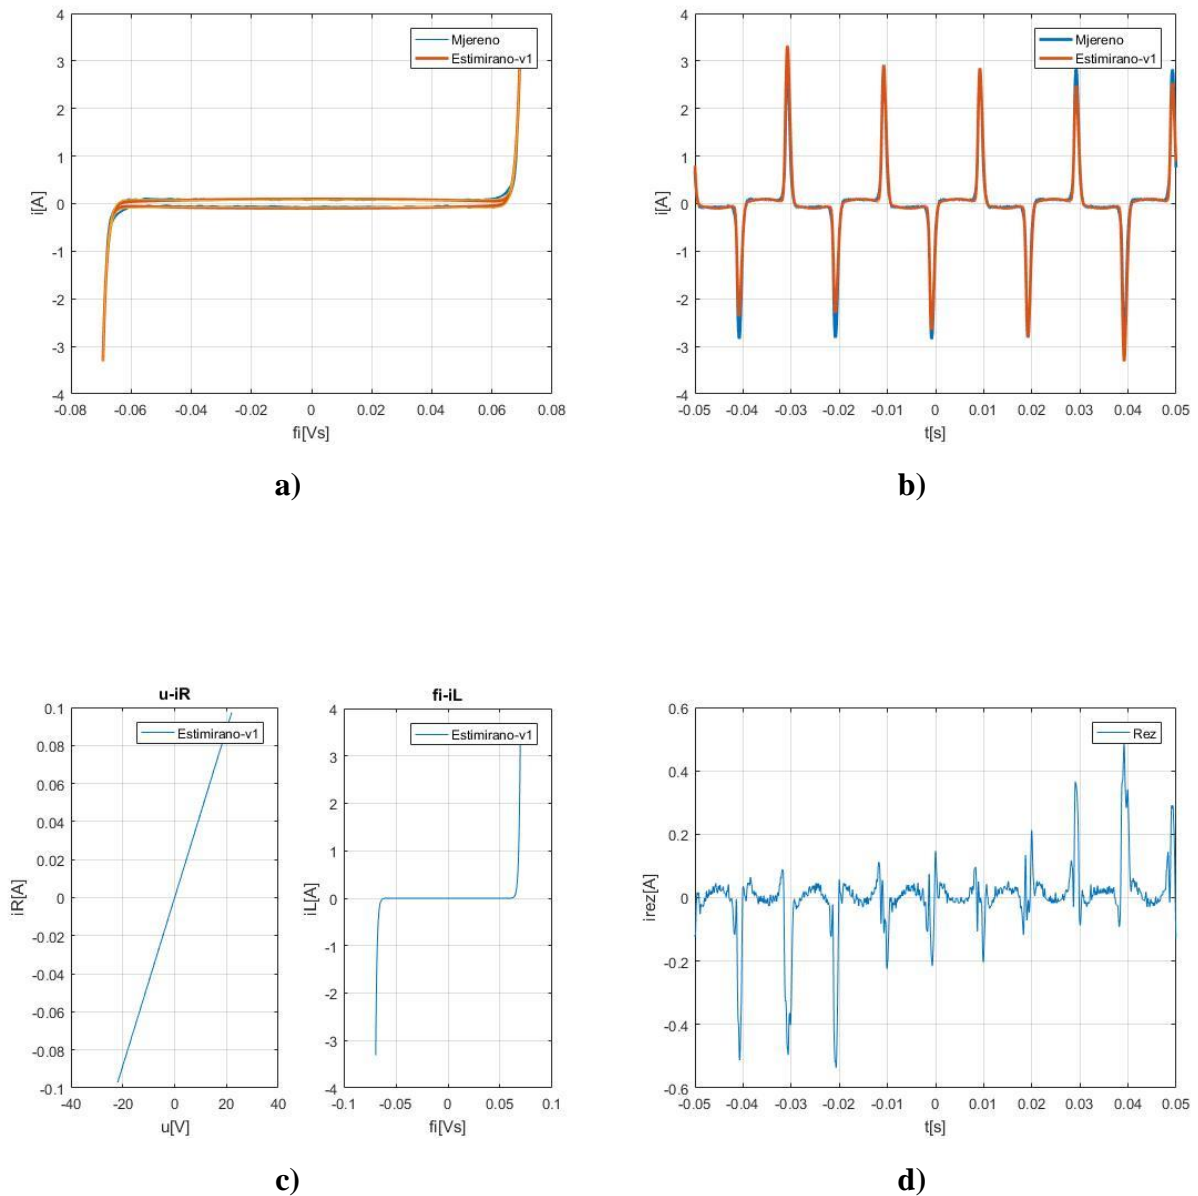 4
3
2
1
0
-1
-2
-3
-4
i[A]
-0.08 -0.06 -0.04 -0.02 0 0.02 0.04 0.06 0.08
fi[Vs]
Mjereno
Estimirano-v1
a)
4
3
2
1
0
-1
-2
-3
-4
i[A]
-0.05 -0.04 -0.03 -0.02 -0.01 0 0.01 0.02 0.03 0.04 0.05
t[s]
Mjereno
Estimirano-v1
b)
u-iR
0.1
0.08
0.06
0.04
0.02
0
-0.02
-0.04
-0.06
-0.08
-0.1
iR[A]
-40 -20 0 20 40
u[V]
Estimirano-v1
fi-iL
4
3
2
1
0
-1
-2
-3
-4
iL[A]
-0.1 -0.05 0 0.05 0.1
fi[Vs]
Estimirano-v1
c)
0.6
0.4
0.2
0
-0.2
-0.4
-0.6
irez[A]
-0.05 -0.04 -0.03 -0.02 -0.01 0 0.01 0.02 0.03 0.04 0.05
t[s]
Rez
d)